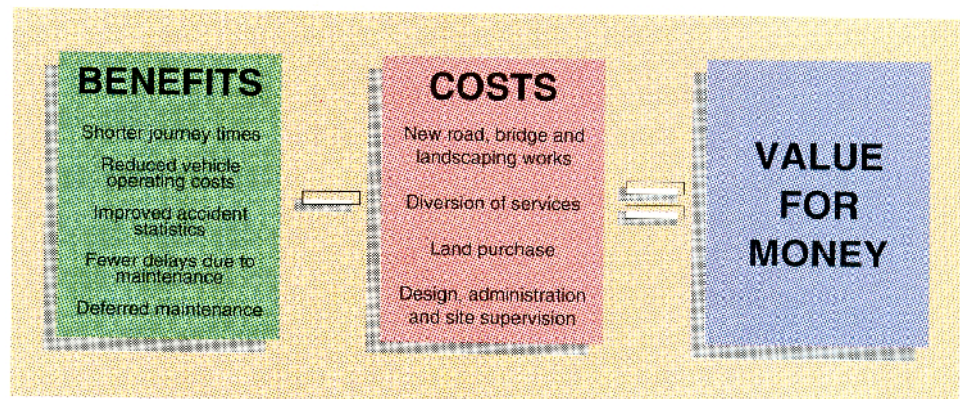 BENEFITS
Shorter journey times
Reduced vehicle
operating costs
Improved accident
statistics
Fewer delays due to
maintenance
Deferred maintenance
COSTS
New road, bridge and
landscaping works
Diversion of services
Land purchase
Design, administration
and site supervision
VALUE
FOR
MONEY